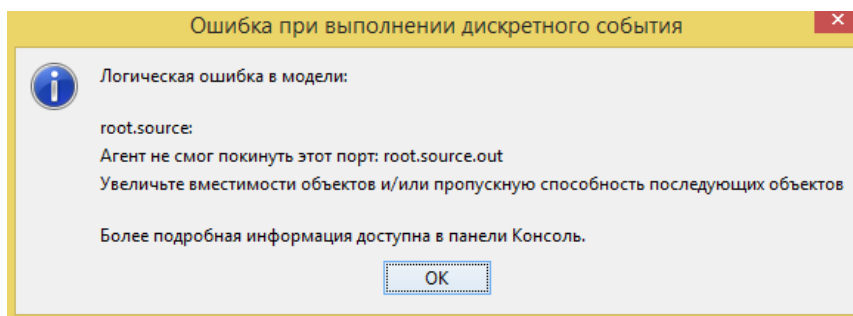 Ошибка при выполнении дискретного события
Логическая ошибка в модели:
root.source:
Агент не смог покинуть этот порт: root.source.out
Увеличьте вместимости объектов и/или пропускную способность последующих объектов
Более подробная информация доступна в панели Консоль.
OK